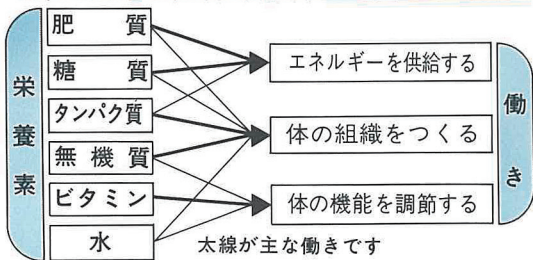 栄養素
肥 質
糖 質
タンパク質
無 機 質
ビタミン
水
エネルギーを供給する
体の組織をつくる
体の機能を調節する
働き
太線が主な働きです